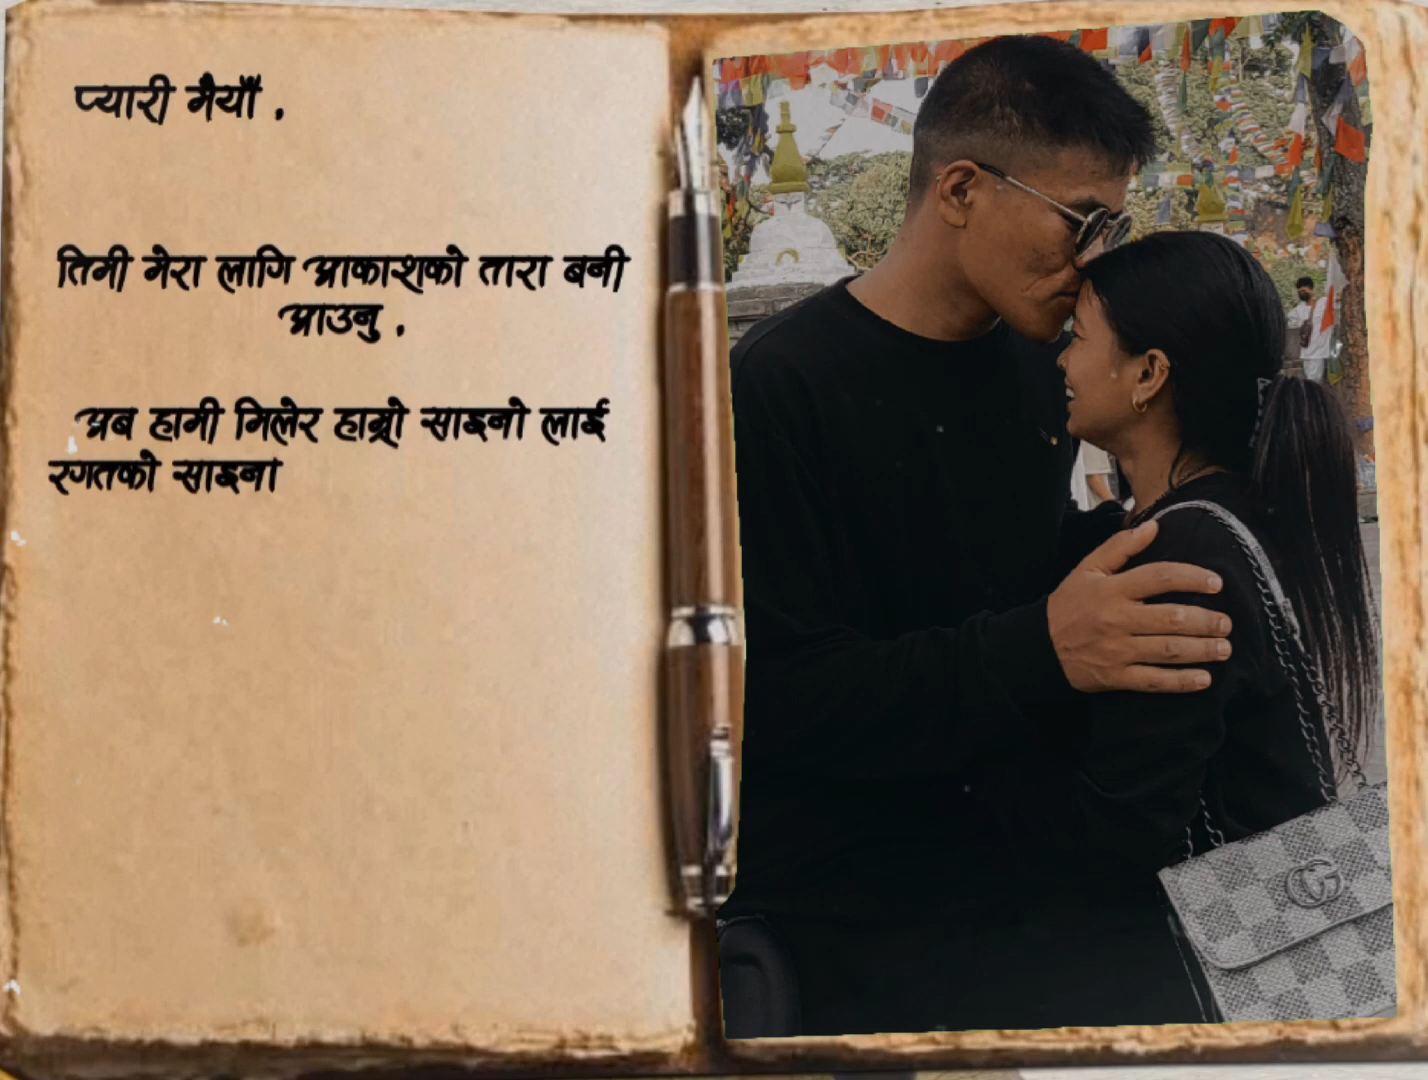 प्यारी मैयाँ .
तिमी मेरा लागि आकाशको तारा बनी
आउनु .
अब हामी मिलेर हाम्रो साइनो लाई
रगतको साइना